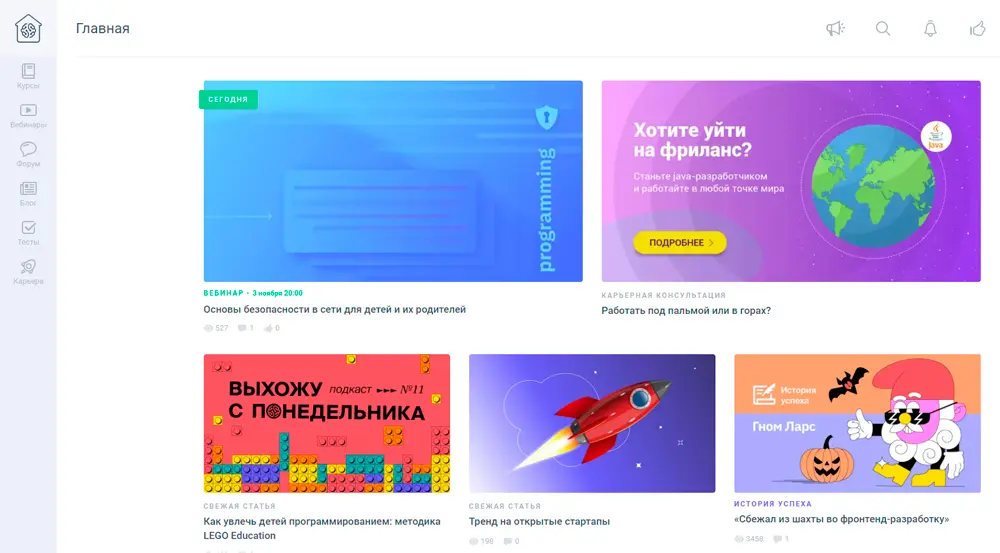 Главная
Курсы
Вебинары
Форум
Блог
Тесты
Карьера
СЕГОДНЯ
programming
ВЕБИНАР - 3 ноября 20:00
Основы безопасности в сети для детей и их родителей
527 1 0
Хотите уйти
на фриланс?
Станьте java-разработчиком
и работайте в любой точке мира
ПОДРОБНЕЕ
Java
КАРЬЕРНАЯ КОНСУЛЬТАЦИЯ
Работать под пальмой или в горах?
ВЫХОЖУ подкаст №11
С ПОНЕДЕЛЬНИКА
СВЕЖАЯ СТАТЬЯ
Как увлечь детей программированием: методика
LEGO Education
СВЕЖАЯ СТАТЬЯ
Тренд на открытые стартапы
196 0
История
успеха
Гном Ларс
ИСТОРИЯ УСПЕХА
«Сбежал из шахты во фронтенд-разработку»
3456 1